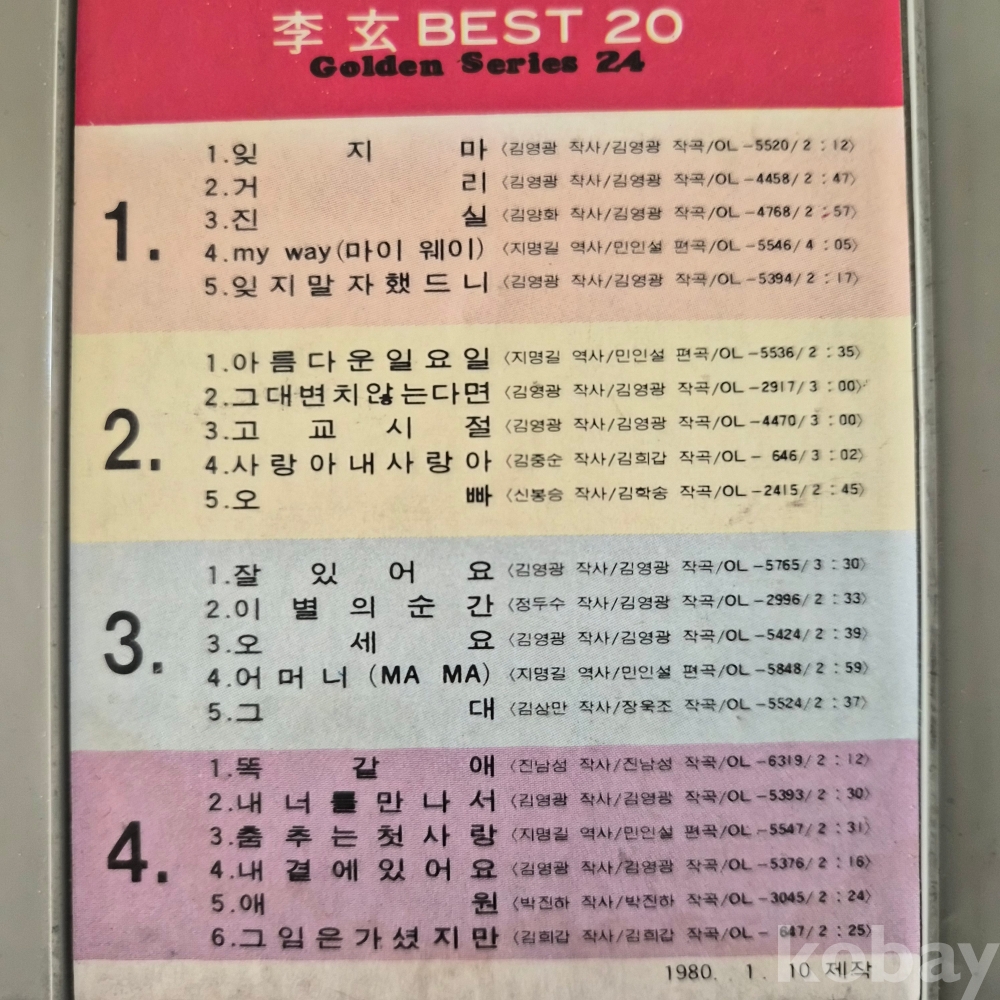 李玄 BEST 20
Golden Series 24
1.
1.잊지마 〈김영광 작사/김영광 작곡/OL-5520/2:12〉
2.거리 〈김영광 작사/김영광 작곡/OL-4458/2:47〉
3.진실 〈김양화 작사/김영광 작곡/OL-4768/2:57〉
4.my way(마이 웨이) 〈지명길 역사/민인설 편곡/OL-5546/4:05〉
5.잊지말자했드니 〈김영광 작사/김영광 작곡/OL-5394/2:17〉
2.
1.아름다운일요일 〈지명길 역사/민인설 편곡/OL-5536/2:35〉
2.그대변치않는다면 〈김영광 작사/김영광 작곡/OL-2917/3:00〉
3.고교시절 〈김영광 작사/김영광 작곡/OL-4470/3:00〉
4.사랑아내사랑아 〈김중순 작사/김희갑 작곡/OL-646/3:02〉
5.오빠 〈신봉승 작사/김학송 작곡/OL-2415/2:45〉
3.
1.잘있어요 〈김영광 작사/김영광 작곡/OL-5765/3:30〉
2.이별의순간 〈정두수 작사/김영광 작곡/OL-2996/2:33〉
3.오세요 〈김영광 작사/김영광 작곡/OL-5424/2:39〉
4.어머너(MA MA) 〈지명길 역사/민인설 편곡/OL-5848/2:59〉
5.그대 〈김상만 작사/장욱조 작곡/OL-5524/2:37〉
4.
1.똑같애 〈진남성 작사/진남성 작곡/OL-6319/2:12〉
2.내너를만나서 〈김영광 작사/김영광 작곡/OL-5393/2:30〉
3.춤추는첫사랑 〈지명길 역사/민인설 편곡/OL-5547/2:31〉
4.내곁에있어요 〈김영광 작사/김영광 작곡/OL-5376/2:16〉
5.애원 〈박진하 작사/박진하 작곡/OL-3045/2:24〉
6.그임은가셨지만 〈김희갑 작사/김희갑 작곡/OL-647/2:25〉
1980. 1. 10 제작
kobay